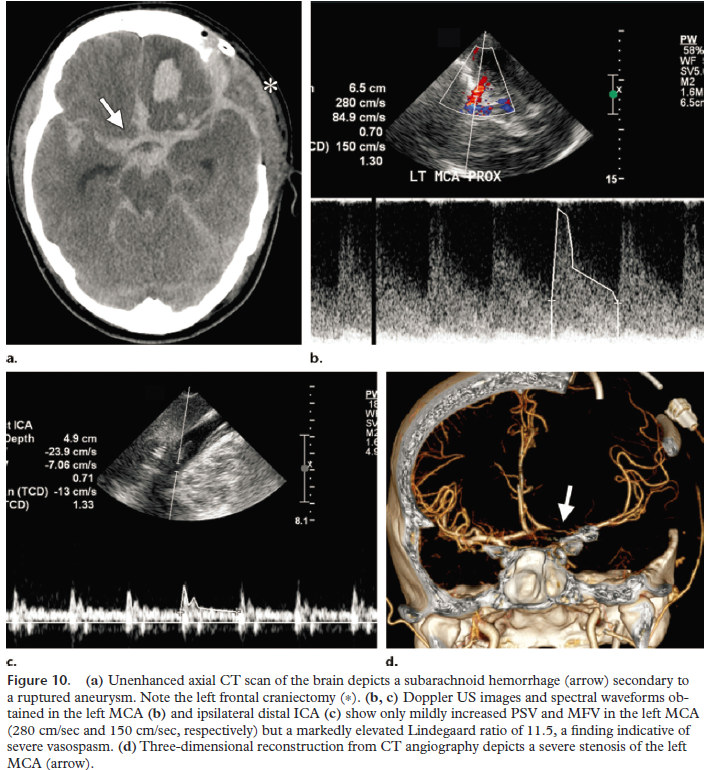 *
6.5 cm
280 cm/s
84.9 cm/s
0.70
CD) 150 cm/s
1.30
LT MCA PROX
PW
58%
WF
SV5.
M2
1.6M
6.5cm
x
15-
a.
b.
t ICA
Depth 4.9 cm
-23.9 cm/s
-7.06 cm/s
0.71
n (TCD) -13 cm/s
TCD) 1.33
PW
18
SV
M2
1.6
4.9
8.1-
c.
d.
Figure 10. (a) Unenhanced axial CT scan of the brain depicts a subarachnoid hemorrhage (arrow) secondary to
a ruptured aneurysm. Note the left frontal craniectomy (*). (b, c) Doppler US images and spectral waveforms ob-
tained in the left MCA (b) and ipsilateral distal ICA (c) show only mildly increased PSV and MFV in the left MCA
(280 cm/sec and 150 cm/sec, respectively) but a markedly elevated Lindegaard ratio of 11.5, a finding indicative of
severe vasospasm. (d) Three-dimensional reconstruction from CT angiography depicts a severe stenosis of the left
MCA (arrow).